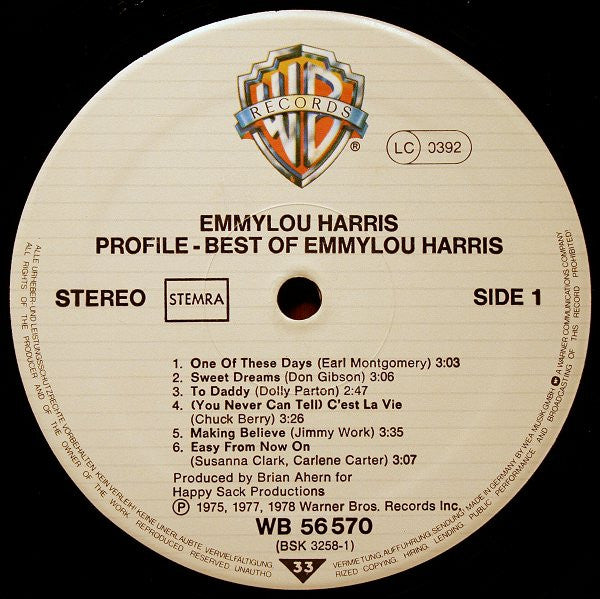 WB
RECORDS
®
LC 0392
EMMYLOU HARRIS
PROFILE - BEST OF EMMYLOU HARRIS
STEREO
STEMRA
SIDE 1
1. One Of These Days (Earl Montgomery) 3:03
2. Sweet Dreams (Don Gibson) 3:06
3. To Daddy (Dolly Parton) 2:47
4. (You Never Can Tell) C'est La Vie
(Chuck Berry) 3:26
5. Making Believe (Jimmy Work) 3:35
6. Easy From Now On
(Susanna Clark, Carlene Carter) 3:07
Produced by Brian Ahern for
Happy Sack Productions
Ⓟ 1975, 1977, 1978 Warner Bros. Records Inc.
WB 56 570
(BSK 3258-1)
33
ALLE URHEBER- UND LEISTUNGSSCHUTZRECHTE VORBEHALTEN. KEIN VERLEIH! KEINE UNERLAUBTE VERVIELFÄLTIGUNG,
VERMIETUNG, AUFFÜHRUNG, SENDUNG! MADE IN GERMANY BY WEA MUSIK GMBH A WARNER COMMUNICATIONS COMPANY
ALL RIGHTS OF THE PRODUCER AND OF THE OWNER OF THE WORK REPRODUCED RESERVED. UNAUTHO
RIZED COPYING, HIRING, LENDING, PUBLIC PERFORMANCE AND BROADCASTING OF THIS RECORD PROHIBITED!